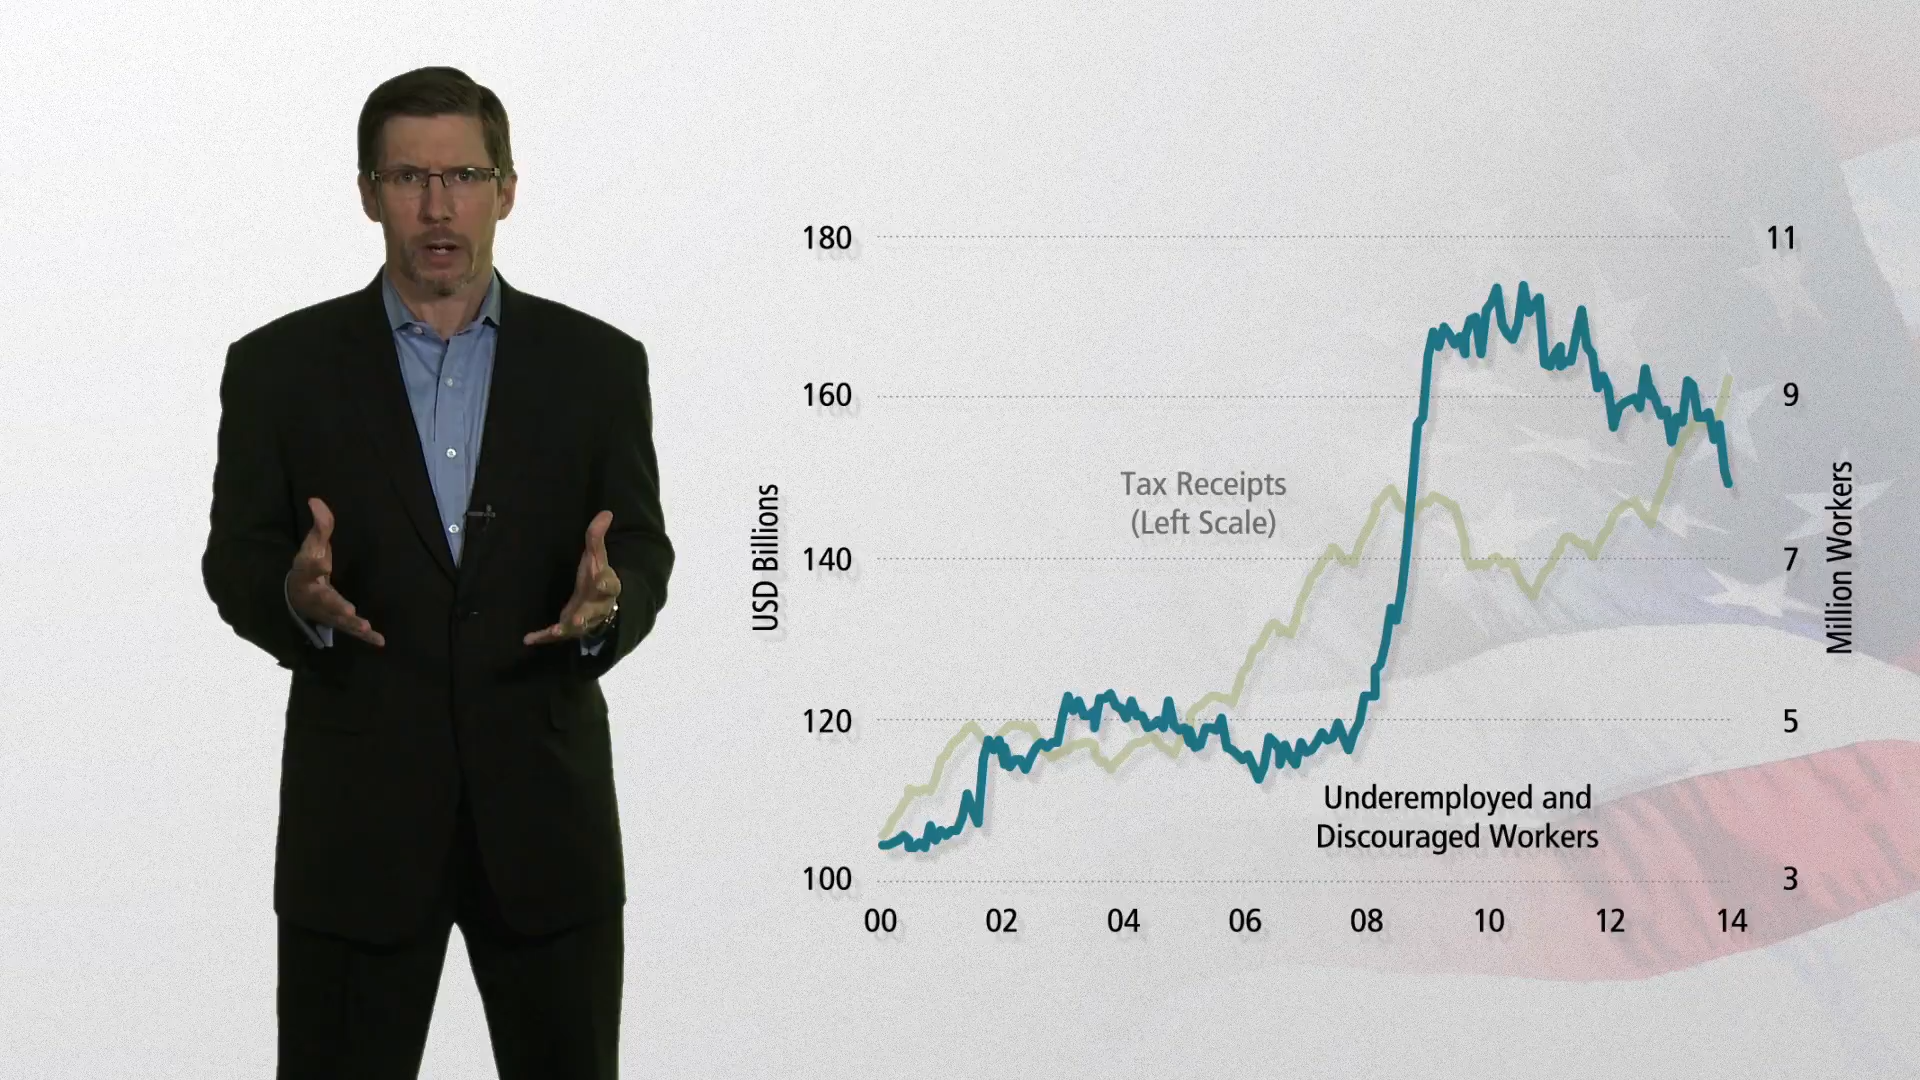 180
160
140
120
100
USD Billions
Tax Receipts
(Left Scale)
Underemployed and
Discouraged Workers
11
9
7
5
3
Million Workers
00 02 04 06 08 10 12 14